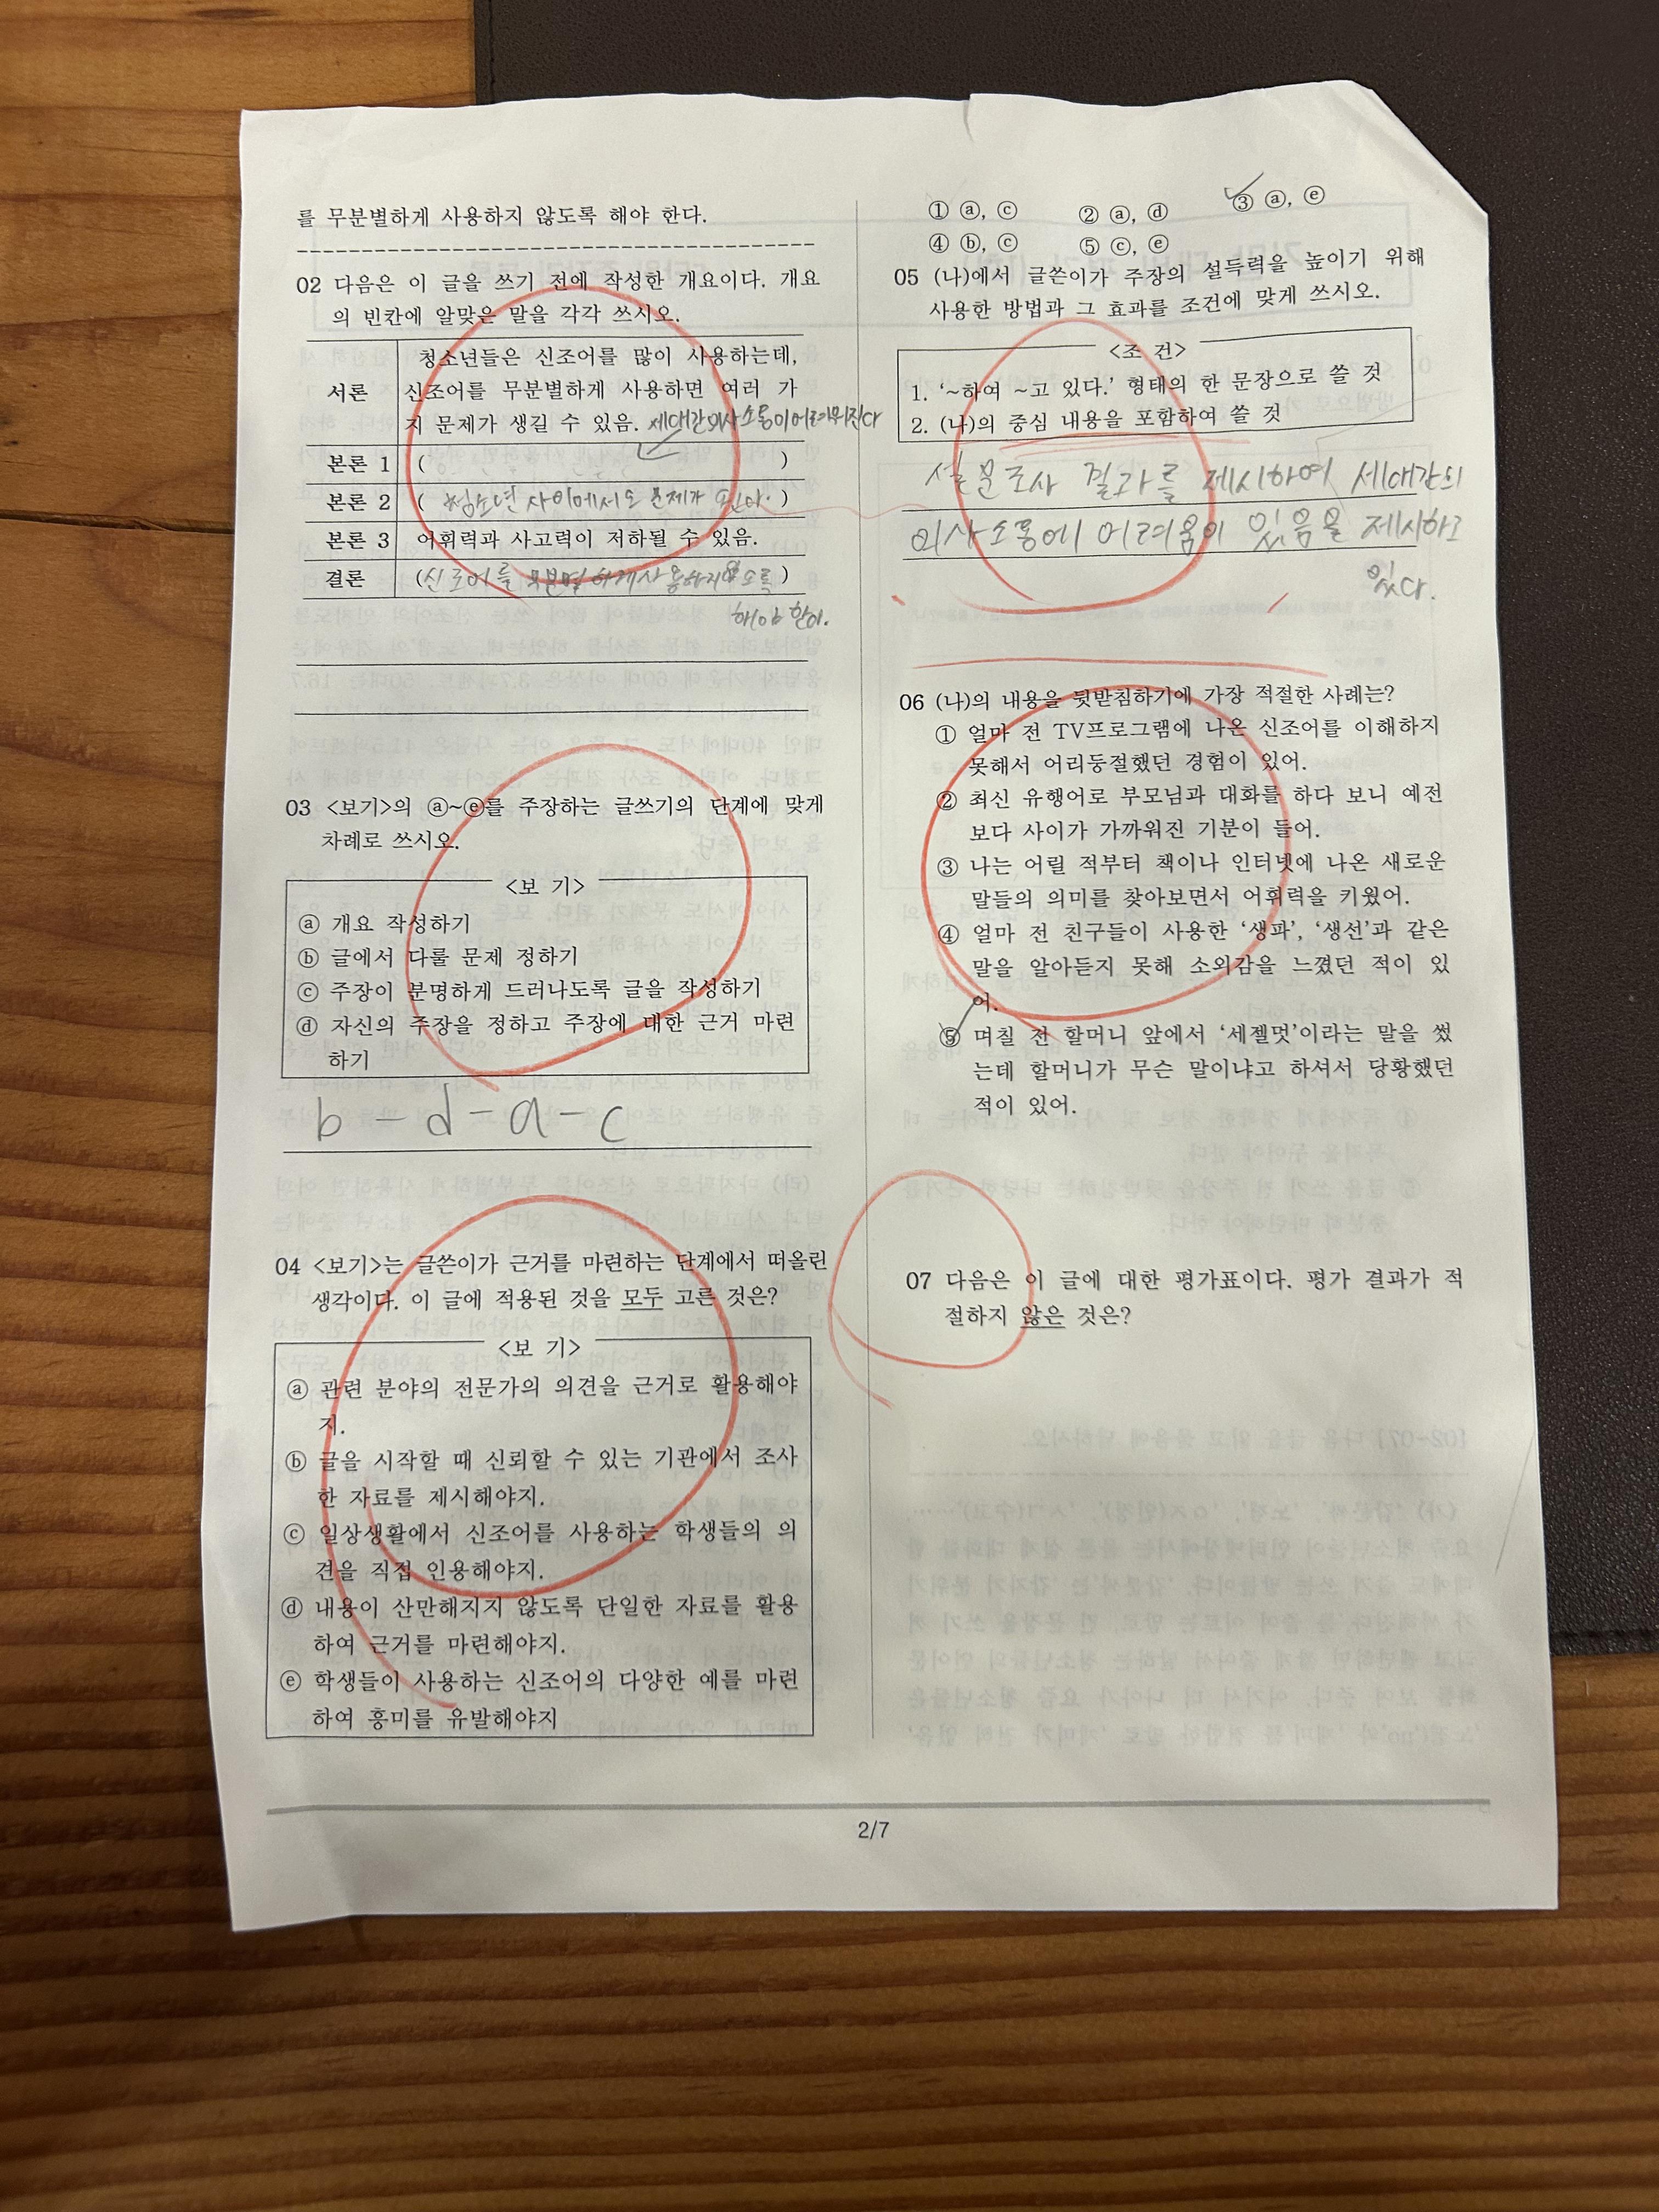 를 무분별하게 사용하지 않도록 해야 한다.
02 다음은 이 글을 쓰기 전에 작성한 개요이다. 개요
의 빈칸에 알맞은 말을 각각 쓰시오.
서론
청소년들은 신조어를 많이 사용하는데,
신조어를 무분별하게 사용하면 여러 가
지 문제가 생길 수 있음.
세대간의사소통이어려워진다
본론 1 ( )
본론 2 ( 청소년 사이에서도 문제가 된다. )
본론 3 어휘력과 사고력이 저하될 수 있음.
결론 (신조어를 무분별하게사용하지않도록 )
해야 한다.
03 <보기>의 ⓐ~ⓔ를 주장하는 글쓰기의 단계에 맞게
차례로 쓰시오.
<보 기>
ⓐ 개요 작성하기
ⓑ 글에서 다룰 문제 정하기
ⓒ 주장이 분명하게 드러나도록 글을 작성하기
ⓓ 자신의 주장을 정하고 주장에 대한 근거 마련
하기
b - d - a - c
04 <보기>는 글쓴이가 근거를 마련하는 단계에서 떠올린
생각이다. 이 글에 적용된 것을 모두 고른 것은?
<보 기>
ⓐ 관련 분야의 전문가의 의견을 근거로 활용해야
지.
ⓑ 글을 시작할 때 신뢰할 수 있는 기관에서 조사
한 자료를 제시해야지.
ⓒ 일상생활에서 신조어를 사용하는 학생들의 의
견을 직접 인용해야지.
ⓓ 내용이 산만해지지 않도록 단일한 자료를 활용
하여 근거를 마련해야지.
ⓔ 학생들이 사용하는 신조어의 다양한 예를 마련
하여 흥미를 유발해야지
① ⓐ, ⓒ ② ⓐ, ⓓ ③ ⓐ, ⓔ
④ ⓑ, ⓒ ⑤ ⓒ, ⓔ
05 (나)에서 글쓴이가 주장의 설득력을 높이기 위해
사용한 방법과 그 효과를 조건에 맞게 쓰시오.
<조 건>
1. ‘~하여 ~고 있다.’ 형태의 한 문장으로 쓸 것
2. (나)의 중심 내용을 포함하여 쓸 것
설문조사 결과를 제시하여 세대간의
의사소통에 어려움이 있음을 제시하고
있다.
06 (나)의 내용을 뒷받침하기에 가장 적절한 사례는?
① 얼마 전 TV프로그램에 나온 신조어를 이해하지
못해서 어리둥절했던 경험이 있어.
② 최신 유행어로 부모님과 대화를 하다 보니 예전
보다 사이가 가까워진 기분이 들어.
③ 나는 어릴 적부터 책이나 인터넷에 나온 새로운
말들의 의미를 찾아보면서 어휘력을 키웠어.
④ 얼마 전 친구들이 사용한 ‘생파’, ‘생선’과 같은
말을 알아듣지 못해 소외감을 느꼈던 적이 있
어.
⑤ 며칠 전 할머니 앞에서 ‘세젤멋’이라는 말을 썼
는데 할머니가 무슨 말이냐고 하셔서 당황했던
적이 있어.
07 다음은 이 글에 대한 평가표이다. 평가 결과가 적
절하지 않은 것은?
2/7